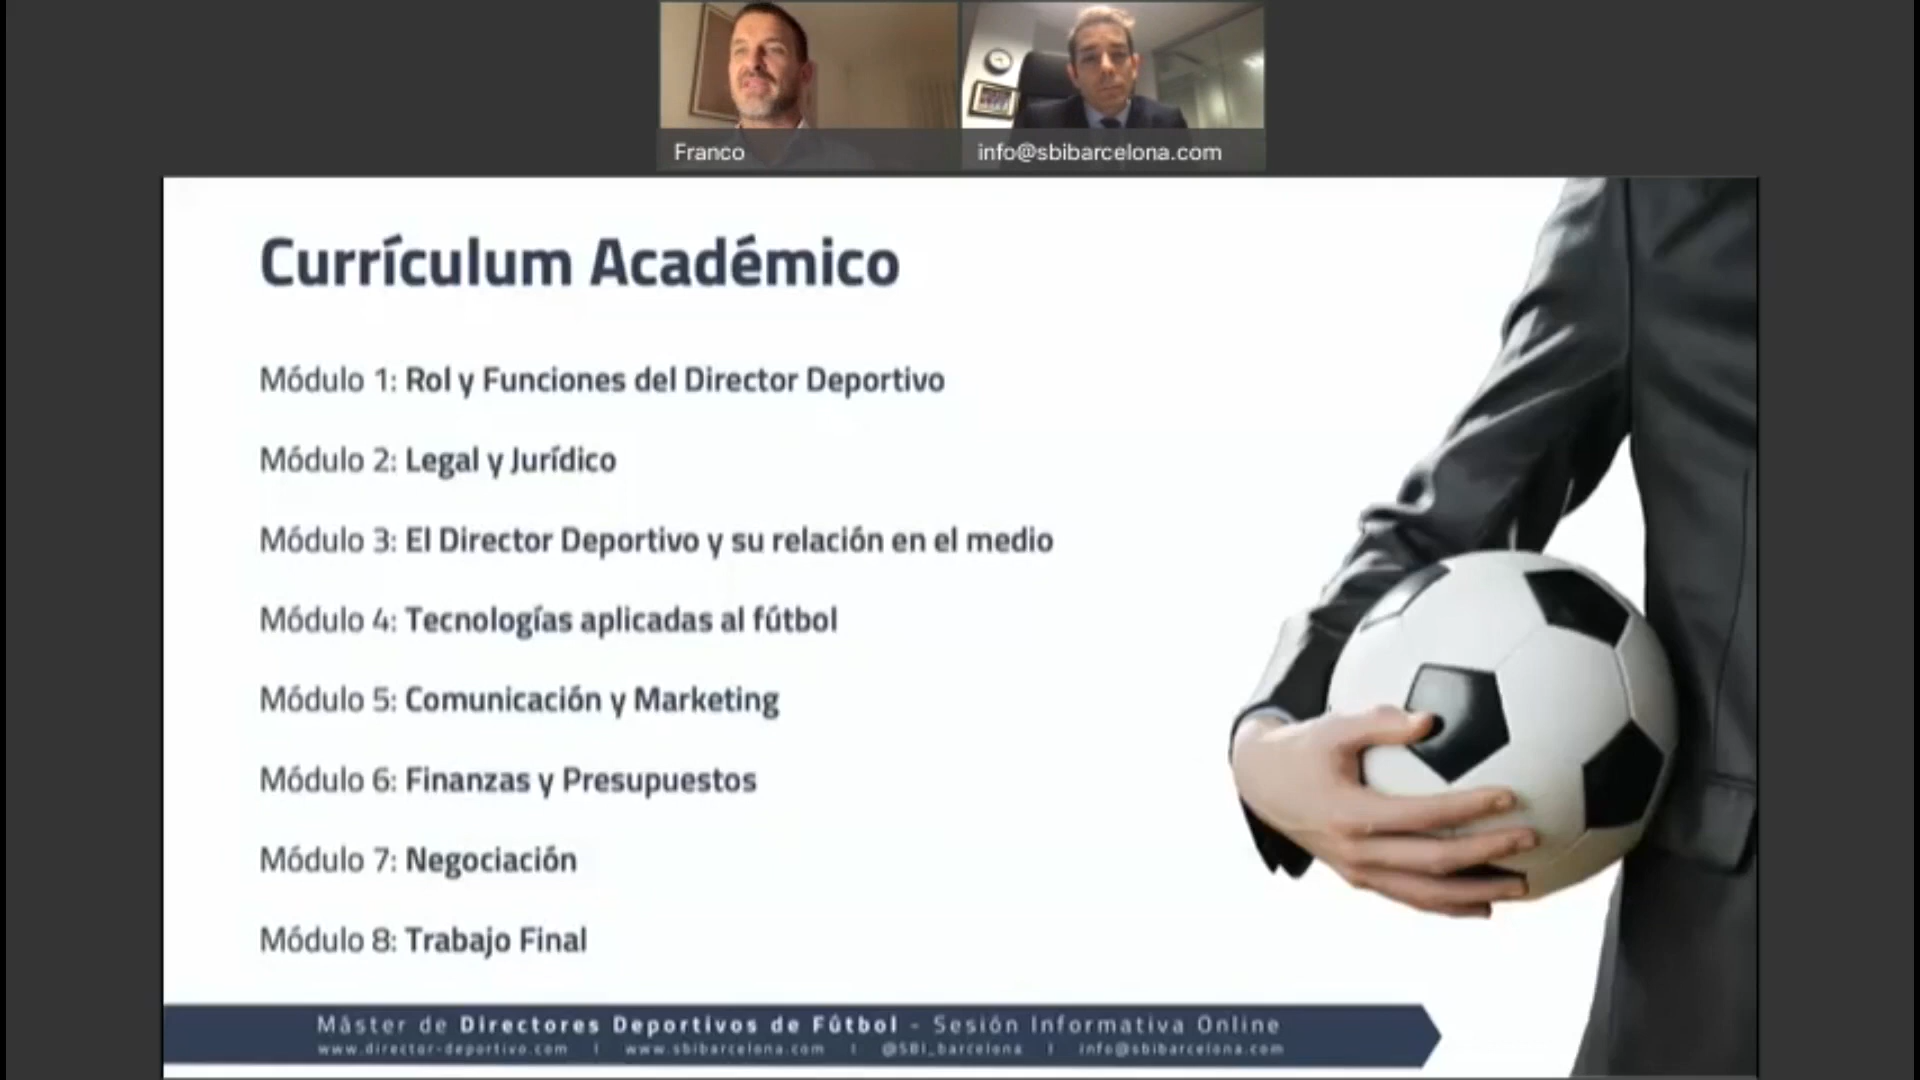 Franco
info@sbibarcelona.com
Currículum Académico
Módulo 1: Rol y Funciones del Director Deportivo
Módulo 2: Legal y Jurídico
Módulo 3: El Director Deportivo y su relación en el medio
Módulo 4: Tecnologías aplicadas al fútbol
Módulo 5: Comunicación y Marketing
Módulo 6: Finanzas y Presupuestos
Módulo 7: Negociación
Módulo 8: Trabajo Final
Máster de Directores Deportivos de Fútbol - Sesión Informativa Online
www.director-deportivo.com | www.sbibarcelona.com | @SBI_barcelona | info@sbibarcelona.com